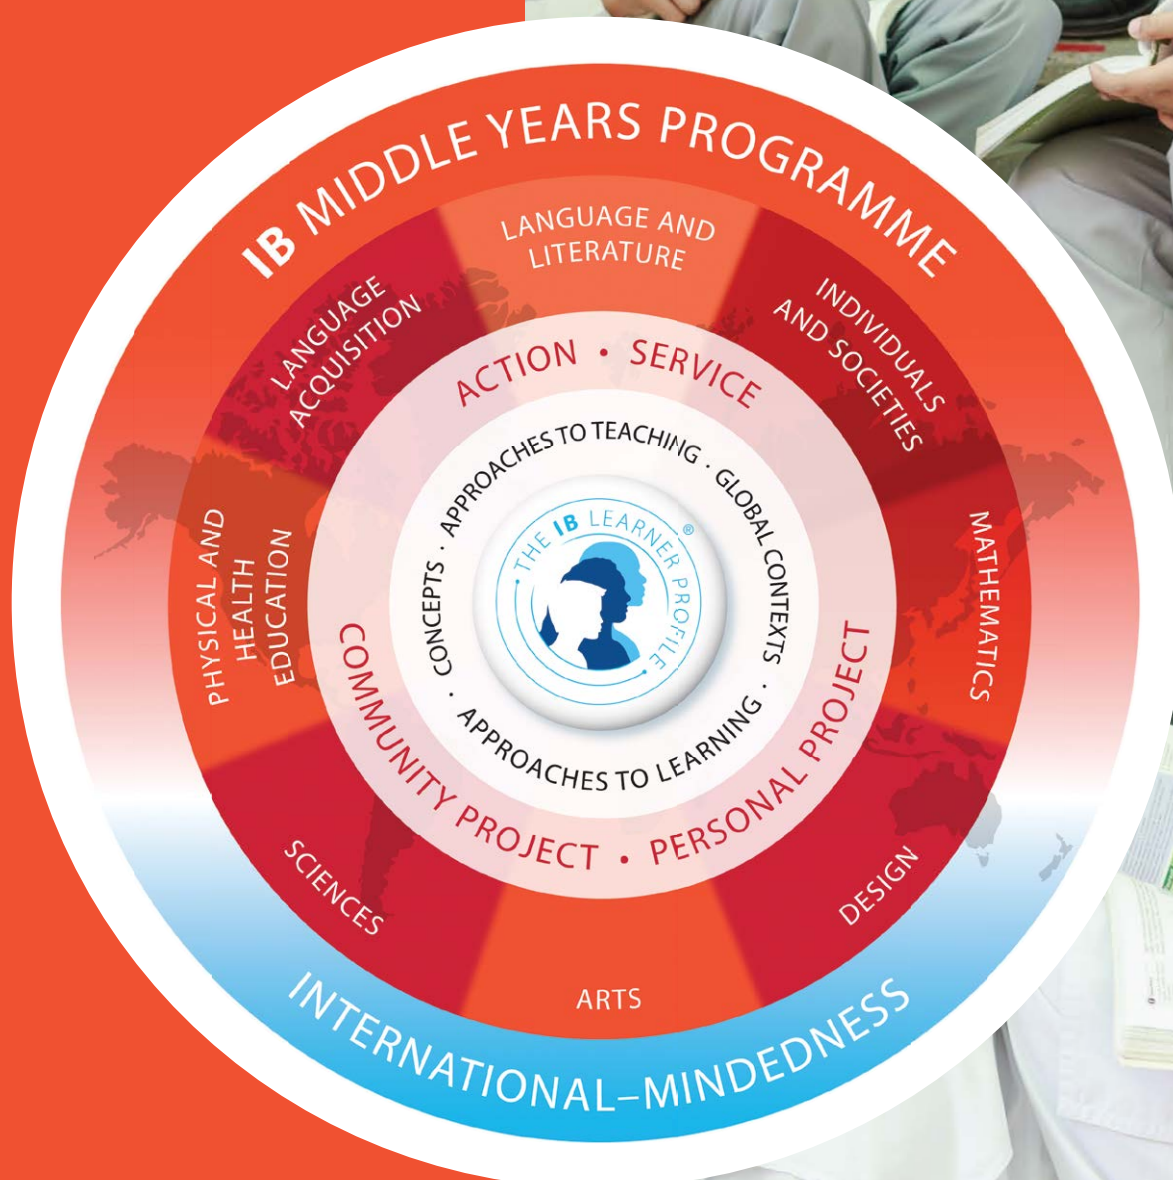 IB MIDDLE YEARS PROGRAMME
LANGUAGE AND
LITERATURE
INDIVIDUALS
AND SOCIETIES
MATHEMATICS
DESIGN
ARTS
SCIENCES
PHYSICAL AND
HEALTH
EDUCATION
LANGUAGE
ACQUISITION
ACTION • SERVICE
COMMUNITY PROJECT • PERSONAL PROJECT
APPROACHES TO TEACHING · GLOBAL CONTEXTS ·
APPROACHES TO LEARNING
· CONCEPTS ·
• THE IB LEARNER PROFILE •
®
INTERNATIONAL–MINDEDNESS